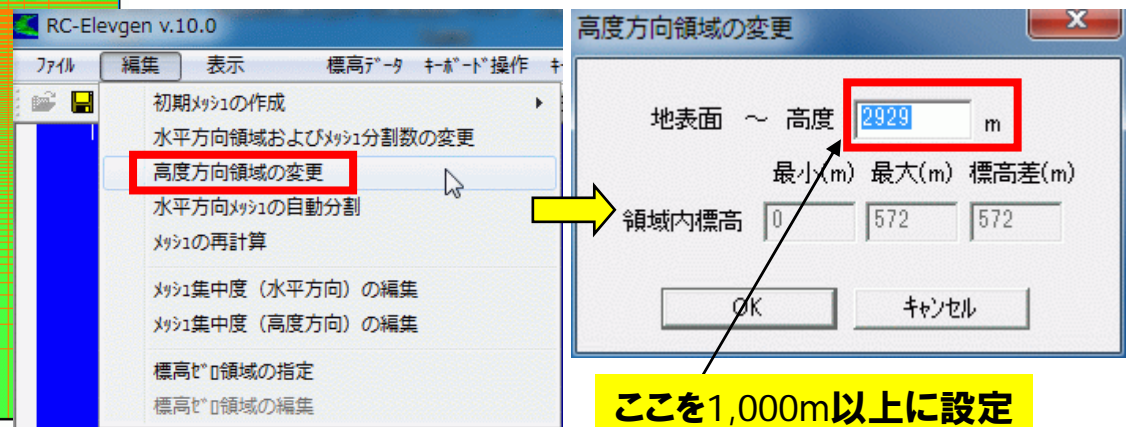 RC-Elevgen v.10.0
ﾌｧｲﾙ 編集 表示 標高ﾃﾞｰﾀ ｷｰﾎﾞｰﾄﾞ操作 ｷ
初期ﾒｯｼｭの作成
水平方向領域およびﾒｯｼｭ分割数の変更
高度方向領域の変更
水平方向ﾒｯｼｭの自動分割
ﾒｯｼｭの再計算
ﾒｯｼｭ集中度（水平方向）の編集
ﾒｯｼｭ集中度（高度方向）の編集
標高ｾﾞﾛ領域の指定
標高ｾﾞﾛ領域の編集
高度方向領域の変更
地表面 ～ 高度 2929 m
最小(m) 最大(m) 標高差(m)
領域内標高 0 572 572
OK ｷｬﾝｾﾙ
ここを1,000m以上に設定